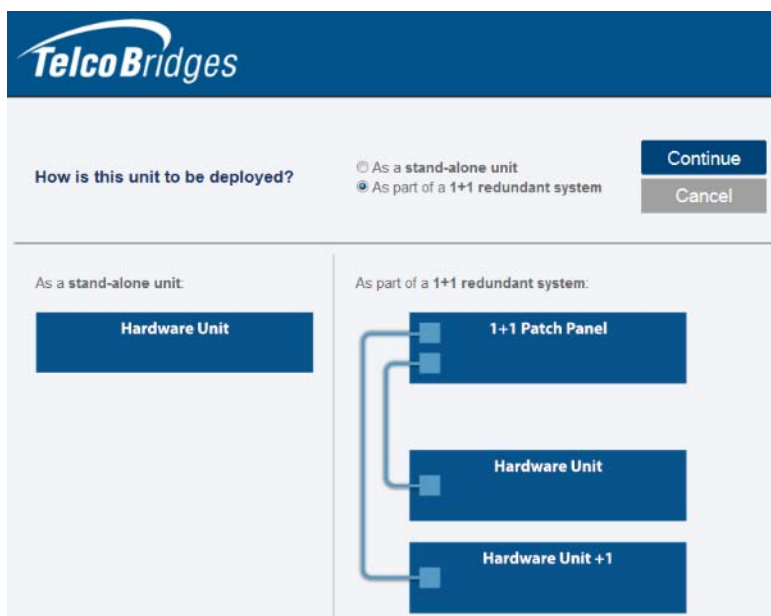 TelcoBridges
How is this unit to be deployed?
As a stand-alone unit
As part of a 1+1 redundant system
Continue
Cancel
As a stand-alone unit:
Hardware Unit
As part of a 1+1 redundant system:
1+1 Patch Panel
Hardware Unit
Hardware Unit +1